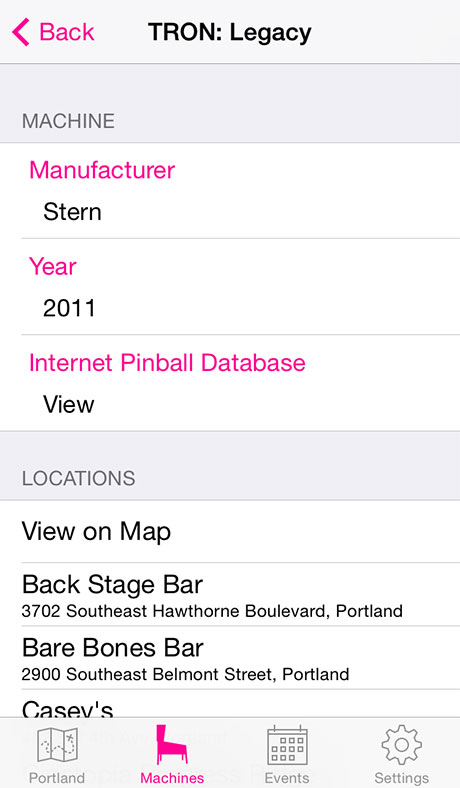 Back
TRON: Legacy
MACHINE
Manufacturer
Stern
Year
2011
Internet Pinball Database
View
LOCATIONS
View on Map
Back Stage Bar
3702 Southeast Hawthorne Boulevard, Portland
Bare Bones Bar
2900 Southeast Belmont Street, Portland
Casey's
Portland
Machines
Events
Settings